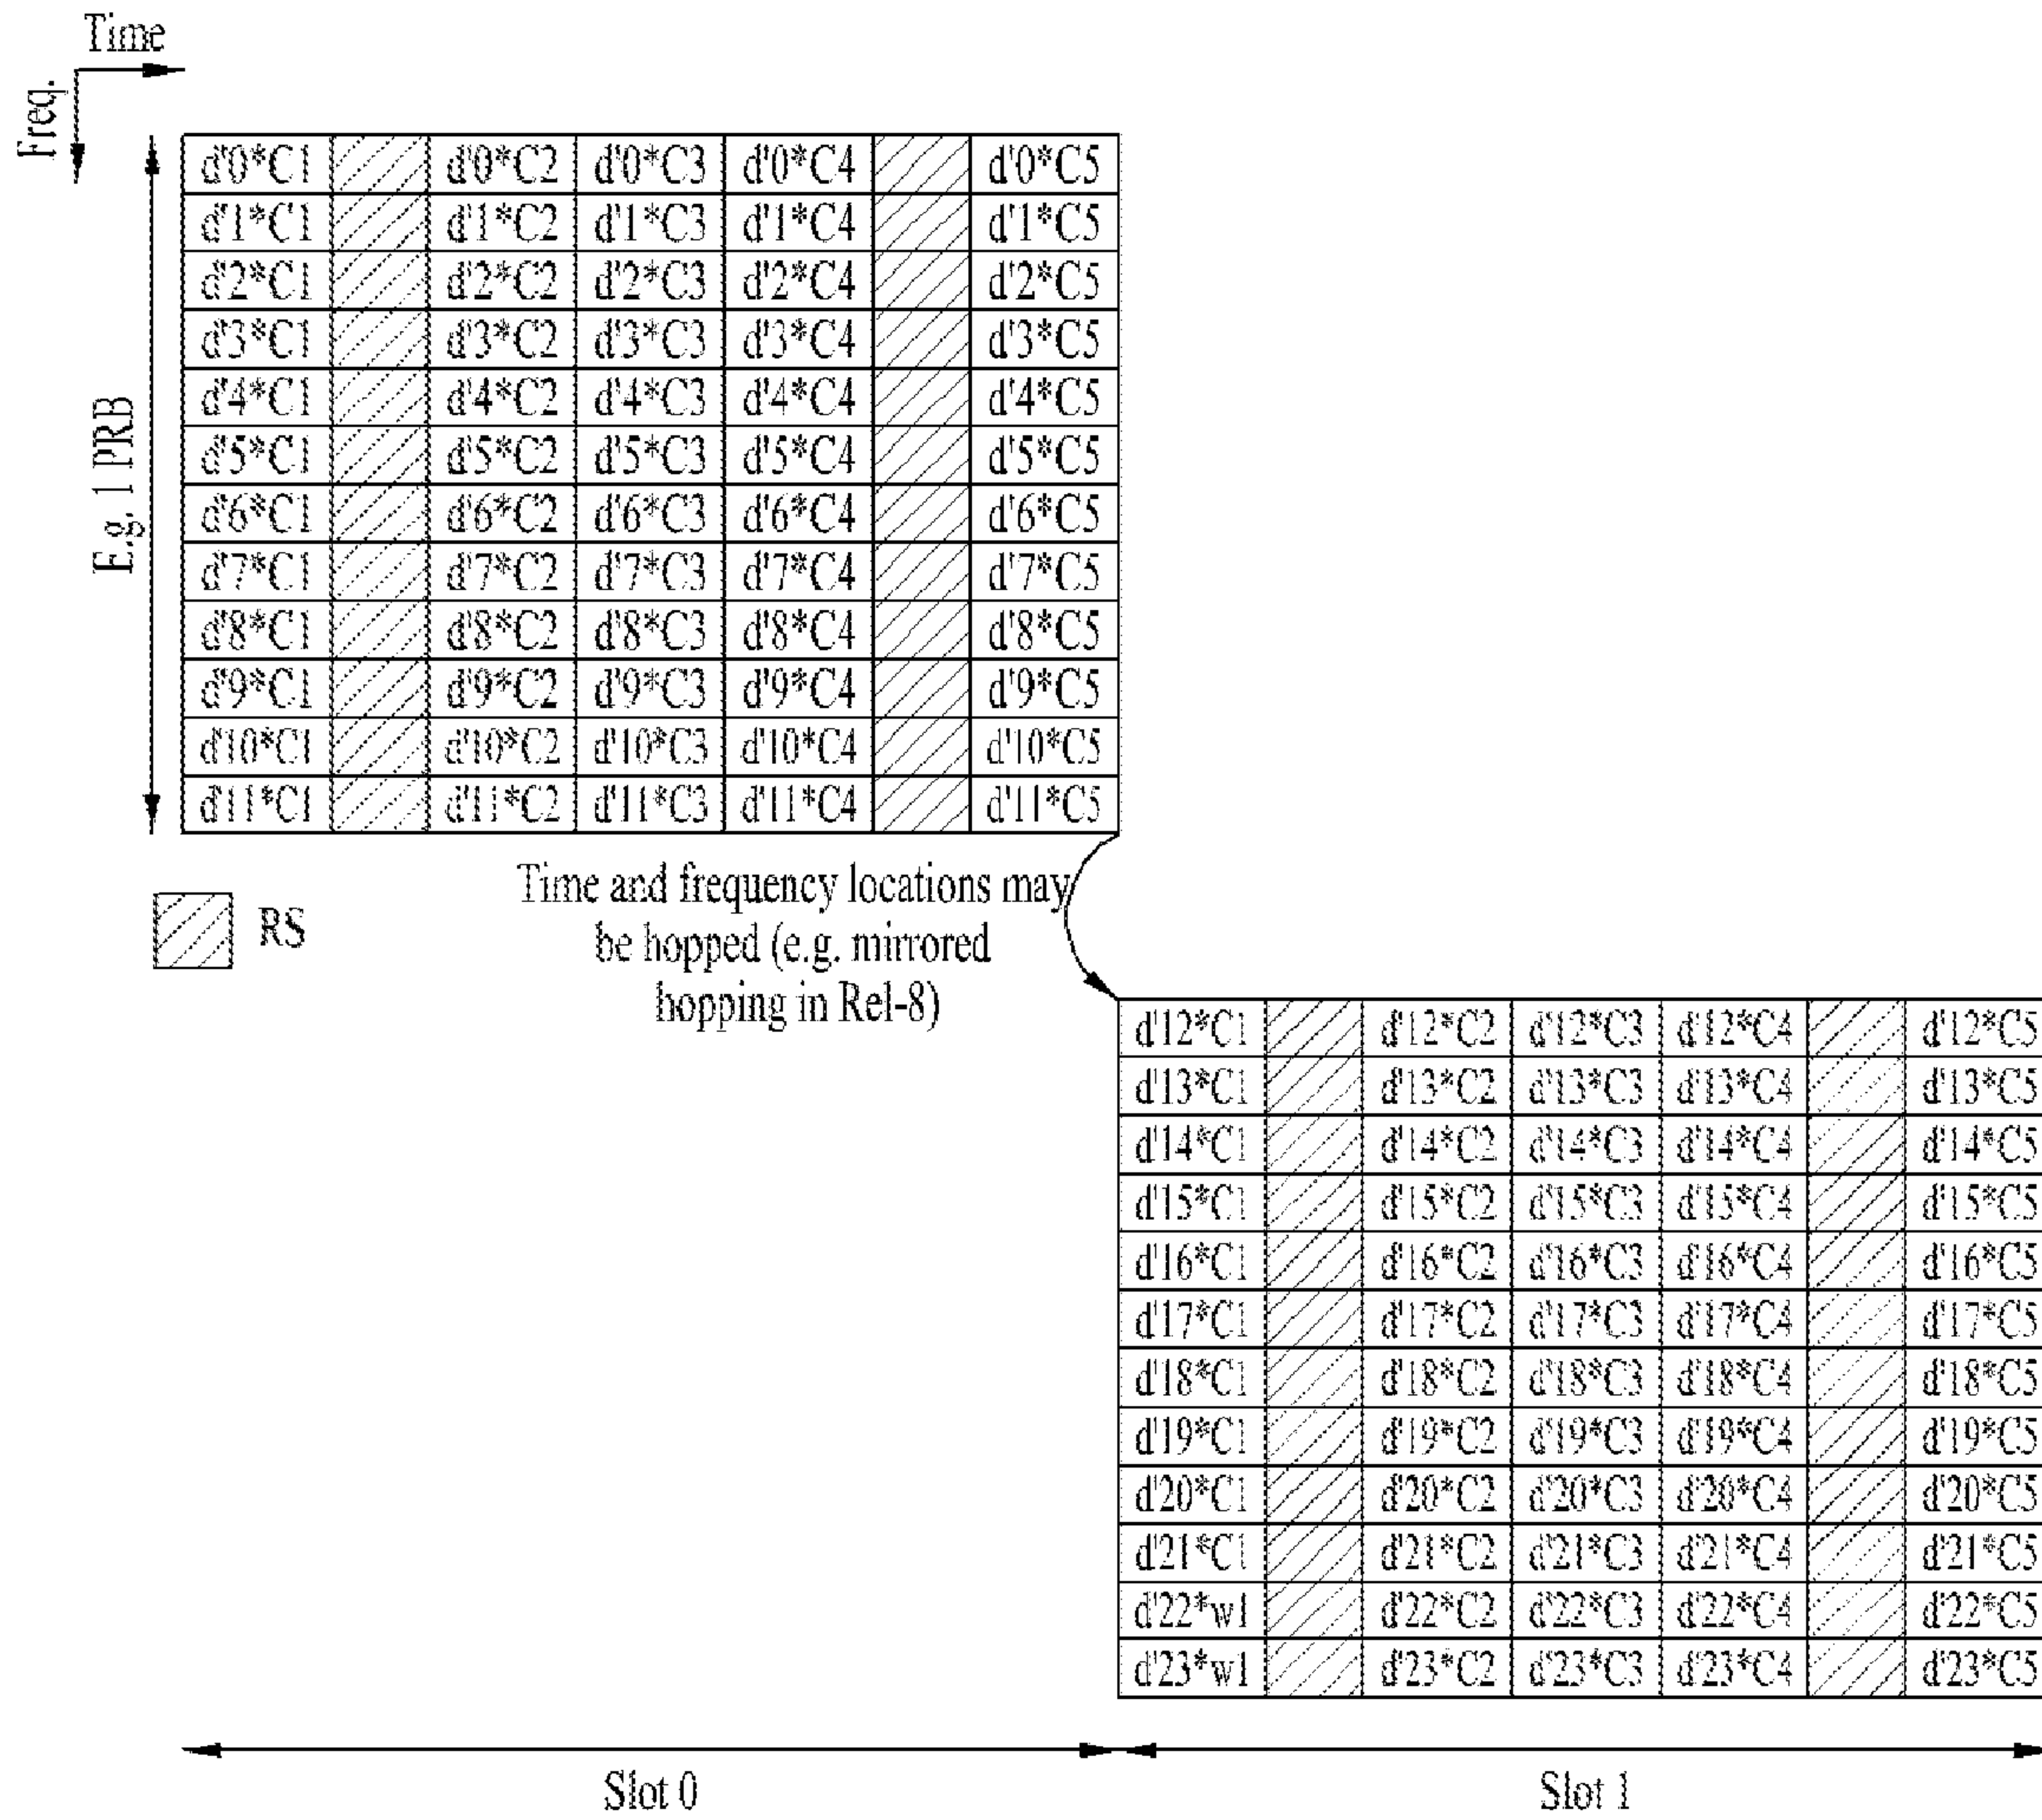 Time
Freq.
E.g. 1 PRB
d'0*C1 d'0*C2 d'0*C3 d'0*C4 d'0*C5
d'1*C1 d'1*C2 d'1*C3 d'1*C4 d'1*C5
d'2*C1 d'2*C2 d'2*C3 d'2*C4 d'2*C5
d'3*C1 d'3*C2 d'3*C3 d'3*C4 d'3*C5
d'4*C1 d'4*C2 d'4*C3 d'4*C4 d'4*C5
d'5*C1 d'5*C2 d'5*C3 d'5*C4 d'5*C5
d'6*C1 d'6*C2 d'6*C3 d'6*C4 d'6*C5
d'7*C1 d'7*C2 d'7*C3 d'7*C4 d'7*C5
d'8*C1 d'8*C2 d'8*C3 d'8*C4 d'8*C5
d'9*C1 d'9*C2 d'9*C3 d'9*C4 d'9*C5
d'10*C1 d'10*C2 d'10*C3 d'10*C4 d'10*C5
d'11*C1 d'11*C2 d'11*C3 d'11*C4 d'11*C5
RS
Time and frequency locations may
be hopped (e.g. mirrored
hopping in Rel-8)
d'12*C1 d'12*C2 d'12*C3 d'12*C4 d'12*C5
d'13*C1 d'13*C2 d'13*C3 d'13*C4 d'13*C5
d'14*C1 d'14*C2 d'14*C3 d'14*C4 d'14*C5
d'15*C1 d'15*C2 d'15*C3 d'15*C4 d'15*C5
d'16*C1 d'16*C2 d'16*C3 d'16*C4 d'16*C5
d'17*C1 d'17*C2 d'17*C3 d'17*C4 d'17*C5
d'18*C1 d'18*C2 d'18*C3 d'18*C4 d'18*C5
d'19*C1 d'19*C2 d'19*C3 d'19*C4 d'19*C5
d'20*C1 d'20*C2 d'20*C3 d'20*C4 d'20*C5
d'21*C1 d'21*C2 d'21*C3 d'21*C4 d'21*C5
d'22*w1 d'22*C2 d'22*C3 d'22*C4 d'22*C5
d'23*w1 d'23*C2 d'23*C3 d'23*C4 d'23*C5
Slot 0 Slot 1